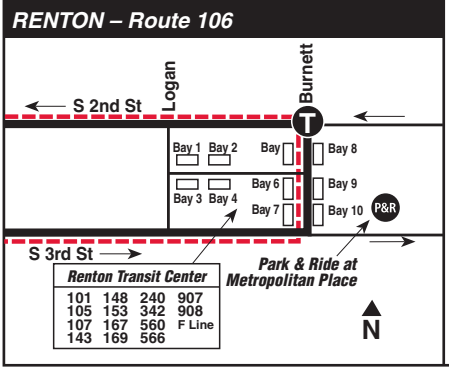 RENTON – Route 106
Logan
Burnett
S 2nd St
T
Bay 1 Bay 2 Bay Bay 8
Bay 3 Bay 4 Bay 6 Bay 9
Bay 7 Bay 10 P&R
S 3rd St
Park & Ride at
Metropolitan Place
Renton Transit Center
101 148 240 907
105 153 342 908
107 167 560 F Line
143 169 566
N